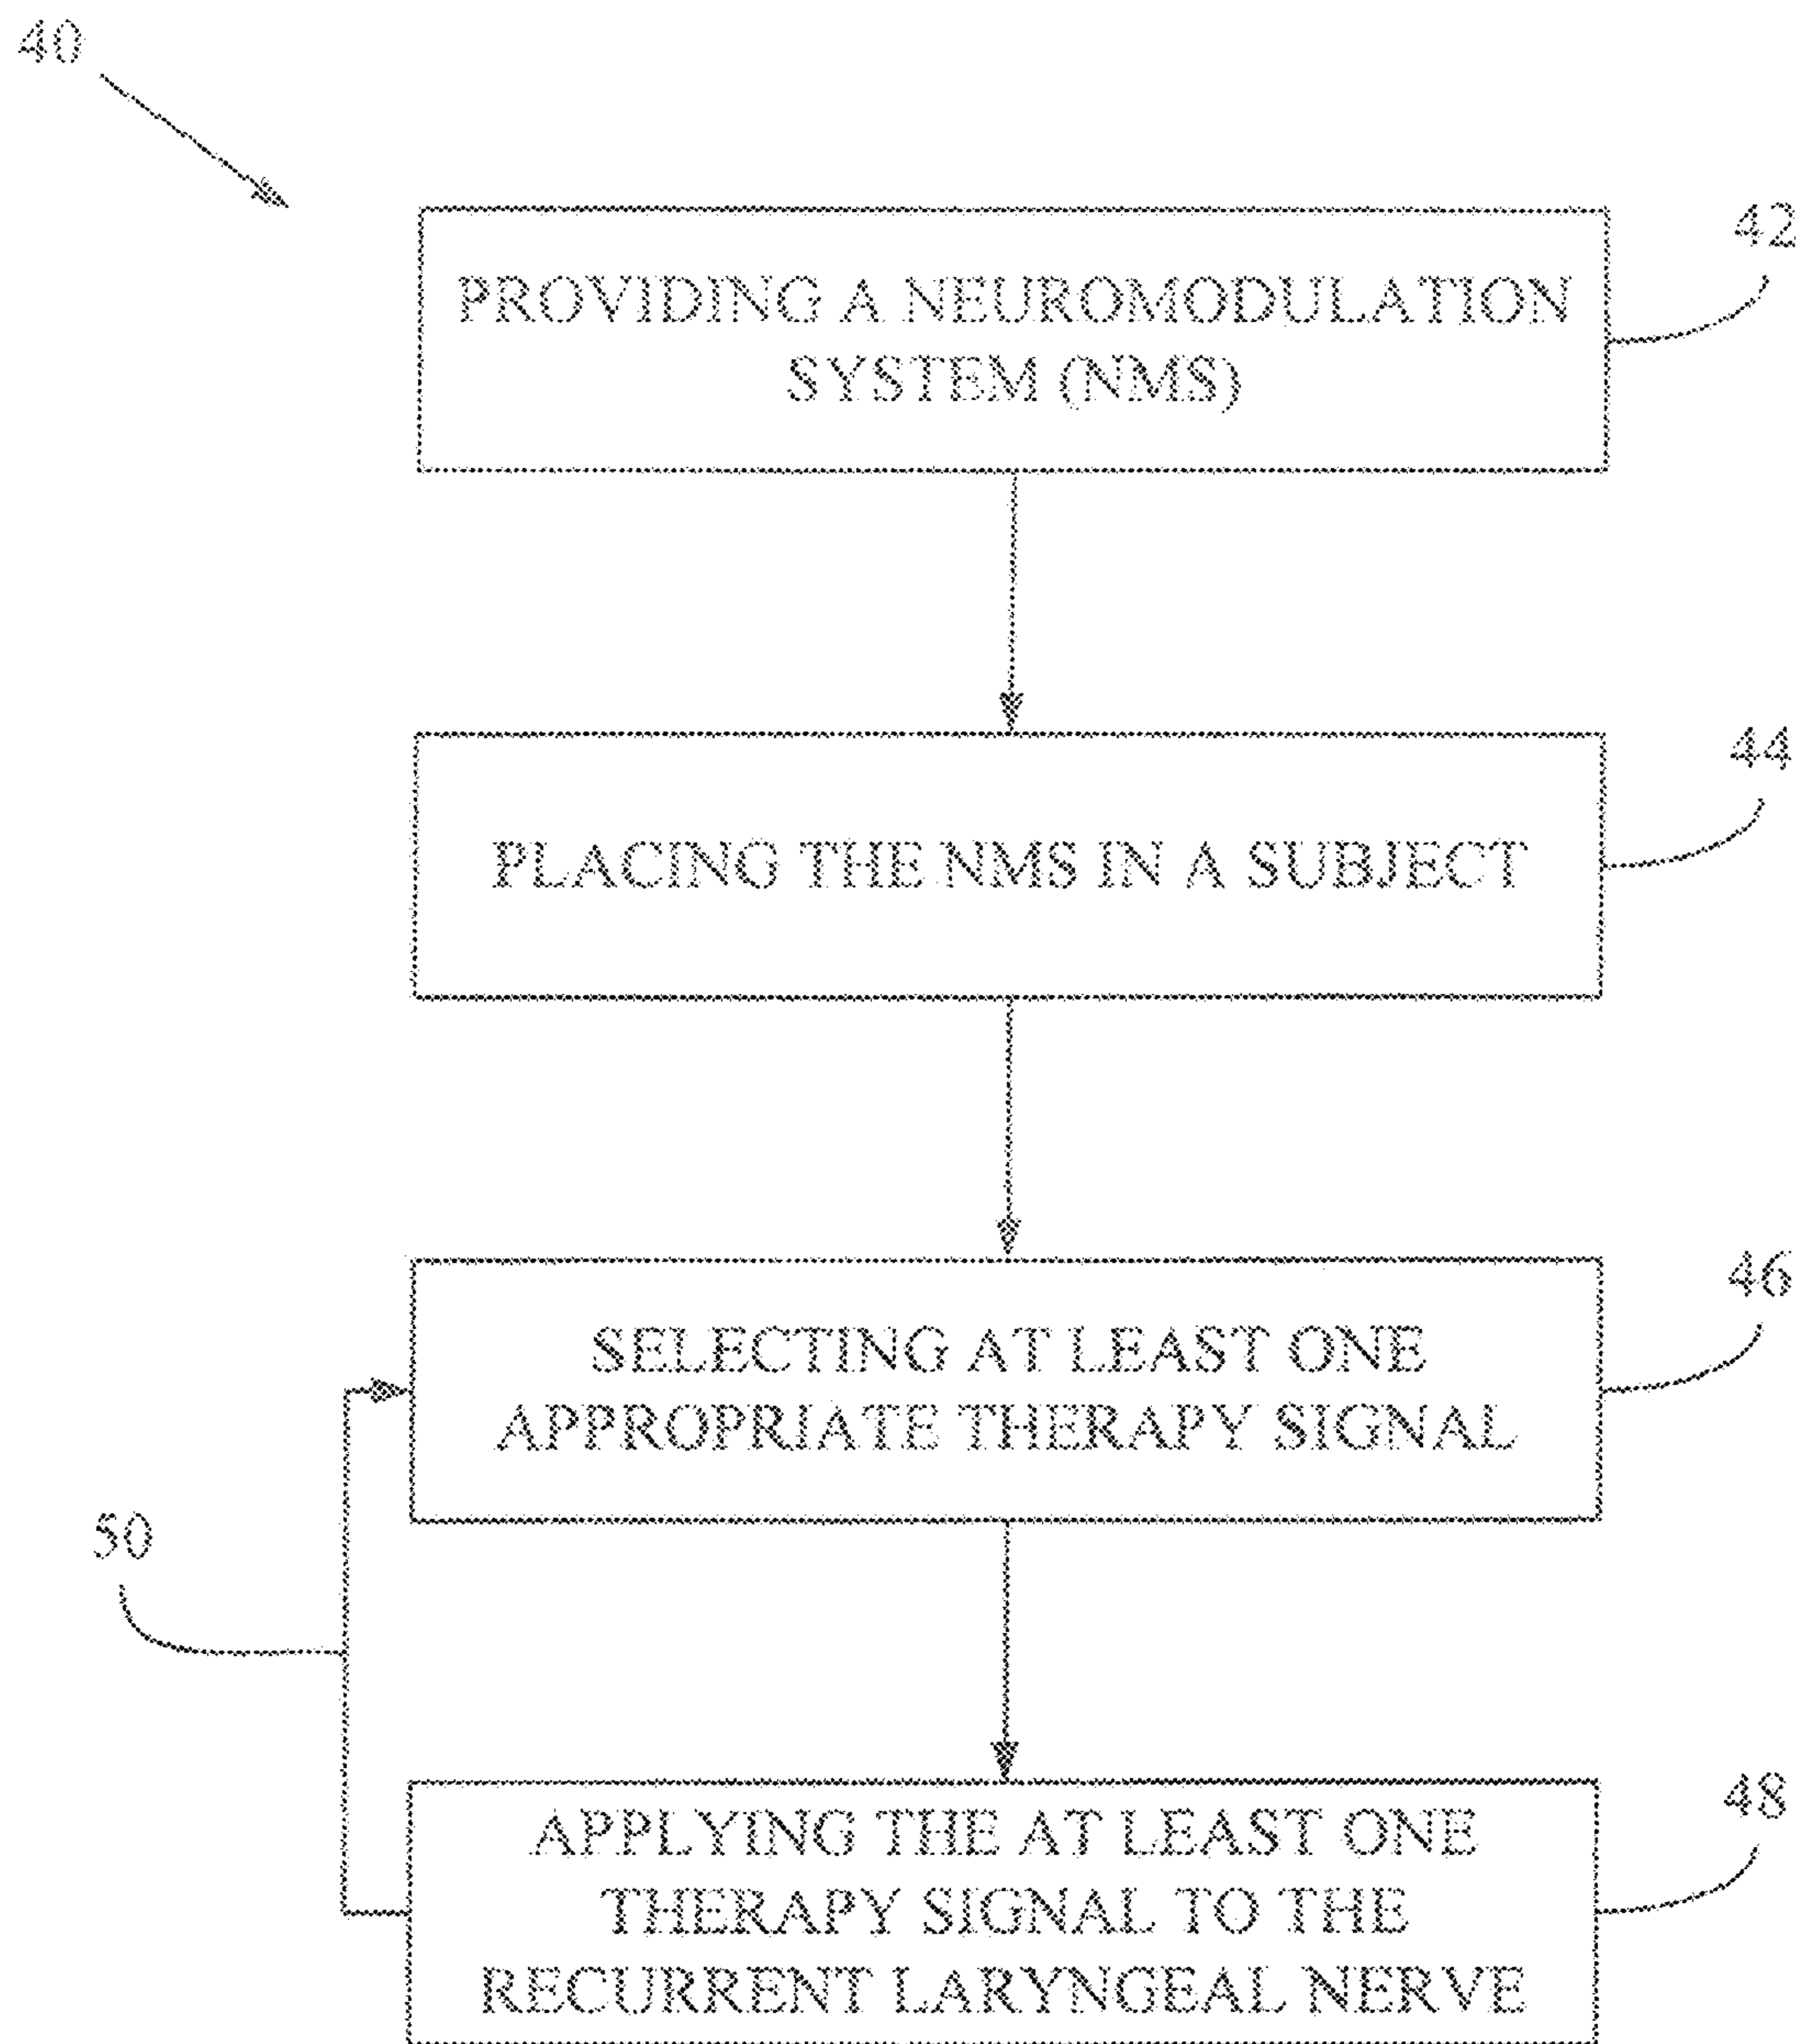 40
42
PROVIDING A NEUROMODULATION
SYSTEM (NMS)
44
PLACING THE NMS IN A SUBJECT
46
SELECTING AT LEAST ONE
APPROPRIATE THERAPY SIGNAL
50
48
APPLYING THE AT LEAST ONE
THERAPY SIGNAL TO THE
RECURRENT LARYNGEAL NERVE